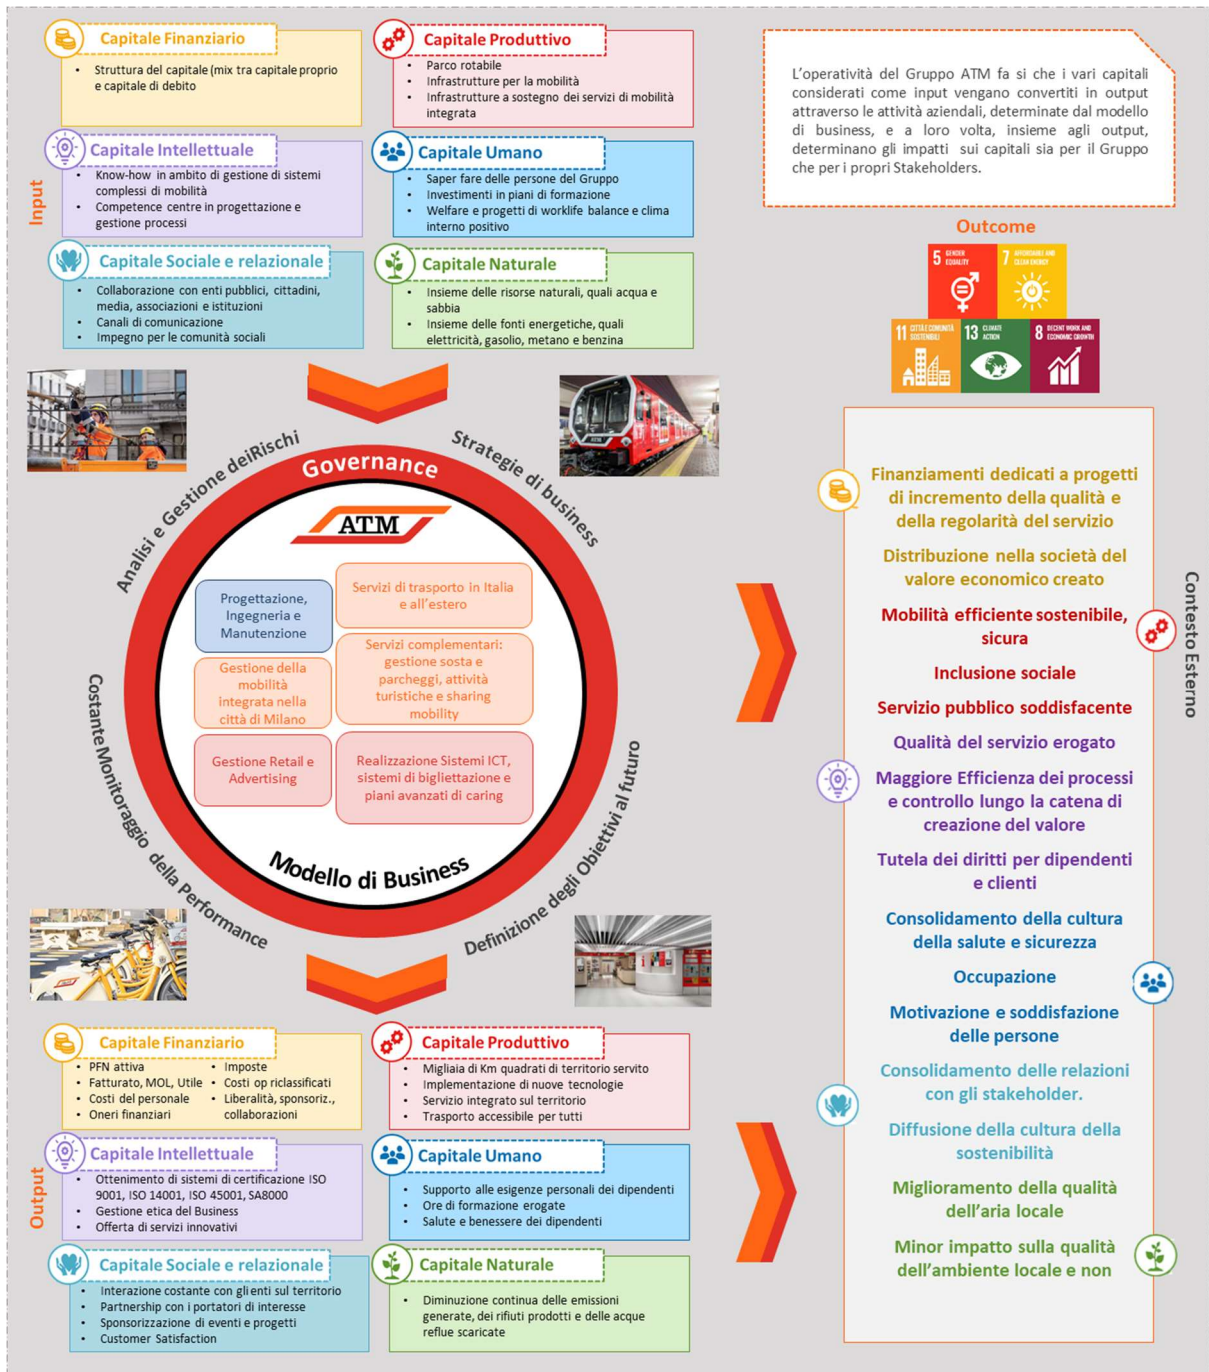 Capitale Finanziario
• Struttura del capitale (mix tra capitale proprio
e capitale di debito
Capitale Produttivo
• Parco rotabile
• Infrastrutture per la mobilità
• Infrastrutture a sostegno dei servizi di mobilità
integrata
Input
Capitale Intellettuale
• Know-how in ambito di gestione di sistemi
complessi di mobilità
• Competence centre in progettazione e
gestione processi
Capitale Umano
• Saper fare delle persone del Gruppo
• Investimenti in piani di formazione
• Welfare e progetti di worklife balance e clima
interno positivo
Capitale Sociale e relazionale
• Collaborazione con enti pubblici, cittadini,
media, associazioni e istituzioni
• Canali di comunicazione
• Impegno per le comunità sociali
Capitale Naturale
• Insieme delle risorse naturali, quali acqua e
sabbia
• Insieme delle fonti energetiche, quali
elettricità, gasolio, metano e benzina
L'operatività del Gruppo ATM fa si che i vari capitali
considerati come input vengano convertiti in output
attraverso le attività aziendali, determinate dal modello
di business, e a loro volta, insieme agli output,
determinano gli impatti sui capitali sia per il Gruppo
che per i propri Stakeholders.
Outcome
5 GENDER
EQUALITY
7 AFFORDABLE AND
CLEAN ENERGY
11 CITTÀ E COMUNITÀ
SOSTENIBILI
13 CLIMATE
ACTION
8 DECENT WORK AND
ECONOMIC GROWTH
Analisi e Gestione deiRischi
Strategie di business
Governance
ATM
Progettazione,
Ingegneria e
Manutenzione
Servizi di trasporto in Italia
e all'estero
Gestione della
mobilità
integrata nella
città di Milano
Servizi complementari:
gestione sosta e
parcheggi, attività
turistiche e sharing
mobility
Gestione Retail e
Advertising
Realizzazione Sistemi ICT,
sistemi di bigliettazione e
piani avanzati di caring
Modello di Business
Costante Monitoraggio della Performance
Definizione degli Obiettivi al futuro
Finanziamenti dedicati a progetti
di incremento della qualità e
della regolarità del servizio
Distribuzione nella società del
valore economico creato
Mobilità efficiente sostenibile,
sicura
Inclusione sociale
Servizio pubblico soddisfacente
Qualità del servizio erogato
Maggiore Efficienza dei processi
e controllo lungo la catena di
creazione del valore
Tutela dei diritti per dipendenti
e clienti
Consolidamento della cultura
della salute e sicurezza
Occupazione
Motivazione e soddisfazione
delle persone
Consolidamento delle relazioni
con gli stakeholder.
Diffusione della cultura della
sostenibilità
Miglioramento della qualità
dell'aria locale
Minor impatto sulla qualità
dell'ambiente locale e non
Contesto Esterno
Output
Capitale Finanziario
• PFN attiva
• Fatturato, MOL, Utile
• Costi del personale
• Oneri finanziari
• Imposte
• Costi op riclassificati
• Liberalità, sponsoriz.,
collaborazioni
Capitale Produttivo
• Migliaia di Km quadrati di territorio servito
• Implementazione di nuove tecnologie
• Servizio integrato sul territorio
• Trasporto accessibile per tutti
Capitale Intellettuale
• Ottenimento di sistemi di certificazione ISO
9001, ISO 14001, ISO 45001, SA8000
• Gestione etica del Business
• Offerta di servizi innovativi
Capitale Umano
• Supporto alle esigenze personali dei dipendenti
• Ore di formazione erogate
• Salute e benessere dei dipendenti
Capitale Sociale e relazionale
• Interazione costante con gli enti sul territorio
• Partnership con i portatori di interesse
• Sponsorizzazione di eventi e progetti
• Customer Satisfaction
Capitale Naturale
• Diminuzione continua delle emissioni
generate, dei rifiuti prodotti e delle acque
reflue scaricate